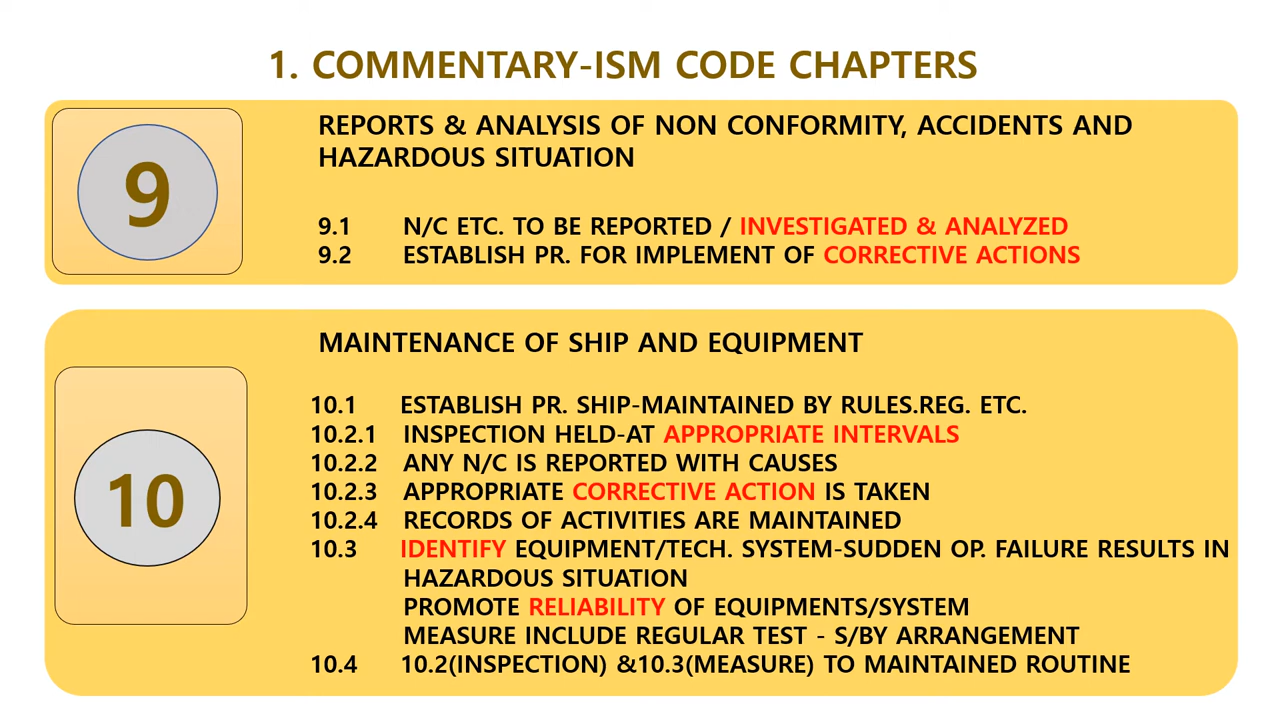 1. COMMENTARY-ISM CODE CHAPTERS
9
REPORTS & ANALYSIS OF NON CONFORMITY, ACCIDENTS AND
HAZARDOUS SITUATION
9.1 N/C ETC. TO BE REPORTED / INVESTIGATED & ANALYZED
9.2 ESTABLISH PR. FOR IMPLEMENT OF CORRECTIVE ACTIONS
10
MAINTENANCE OF SHIP AND EQUIPMENT
10.1 ESTABLISH PR. SHIP-MAINTAINED BY RULES.REG. ETC.
10.2.1 INSPECTION HELD-AT APPROPRIATE INTERVALS
10.2.2 ANY N/C IS REPORTED WITH CAUSES
10.2.3 APPROPRIATE CORRECTIVE ACTION IS TAKEN
10.2.4 RECORDS OF ACTIVITIES ARE MAINTAINED
10.3 IDENTIFY EQUIPMENT/TECH. SYSTEM-SUDDEN OP. FAILURE RESULTS IN
HAZARDOUS SITUATION
PROMOTE RELIABILITY OF EQUIPMENTS/SYSTEM
MEASURE INCLUDE REGULAR TEST - S/BY ARRANGEMENT
10.4 10.2(INSPECTION) &10.3(MEASURE) TO MAINTAINED ROUTINE